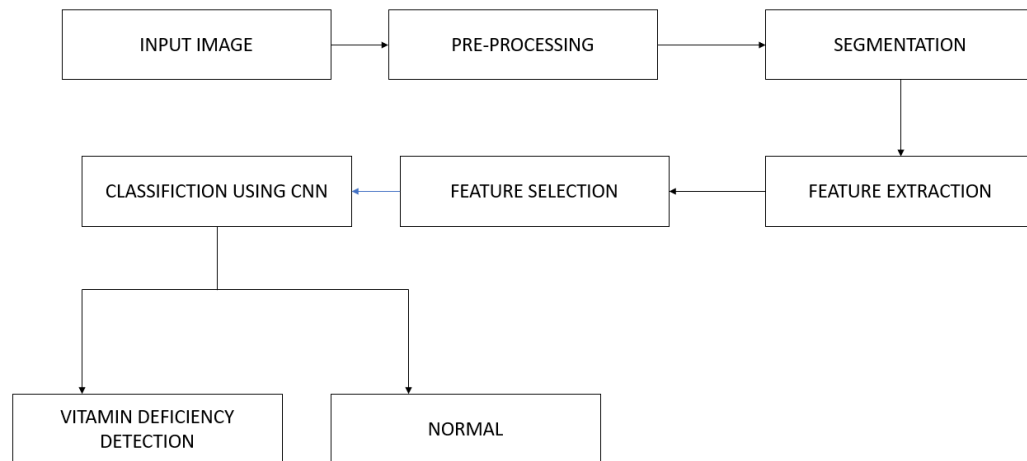 INPUT IMAGE
PRE-PROCESSING
SEGMENTATION
FEATURE EXTRACTION
FEATURE SELECTION
CLASSIFICTION USING CNN
VITAMIN DEFICIENCY
DETECTION
NORMAL